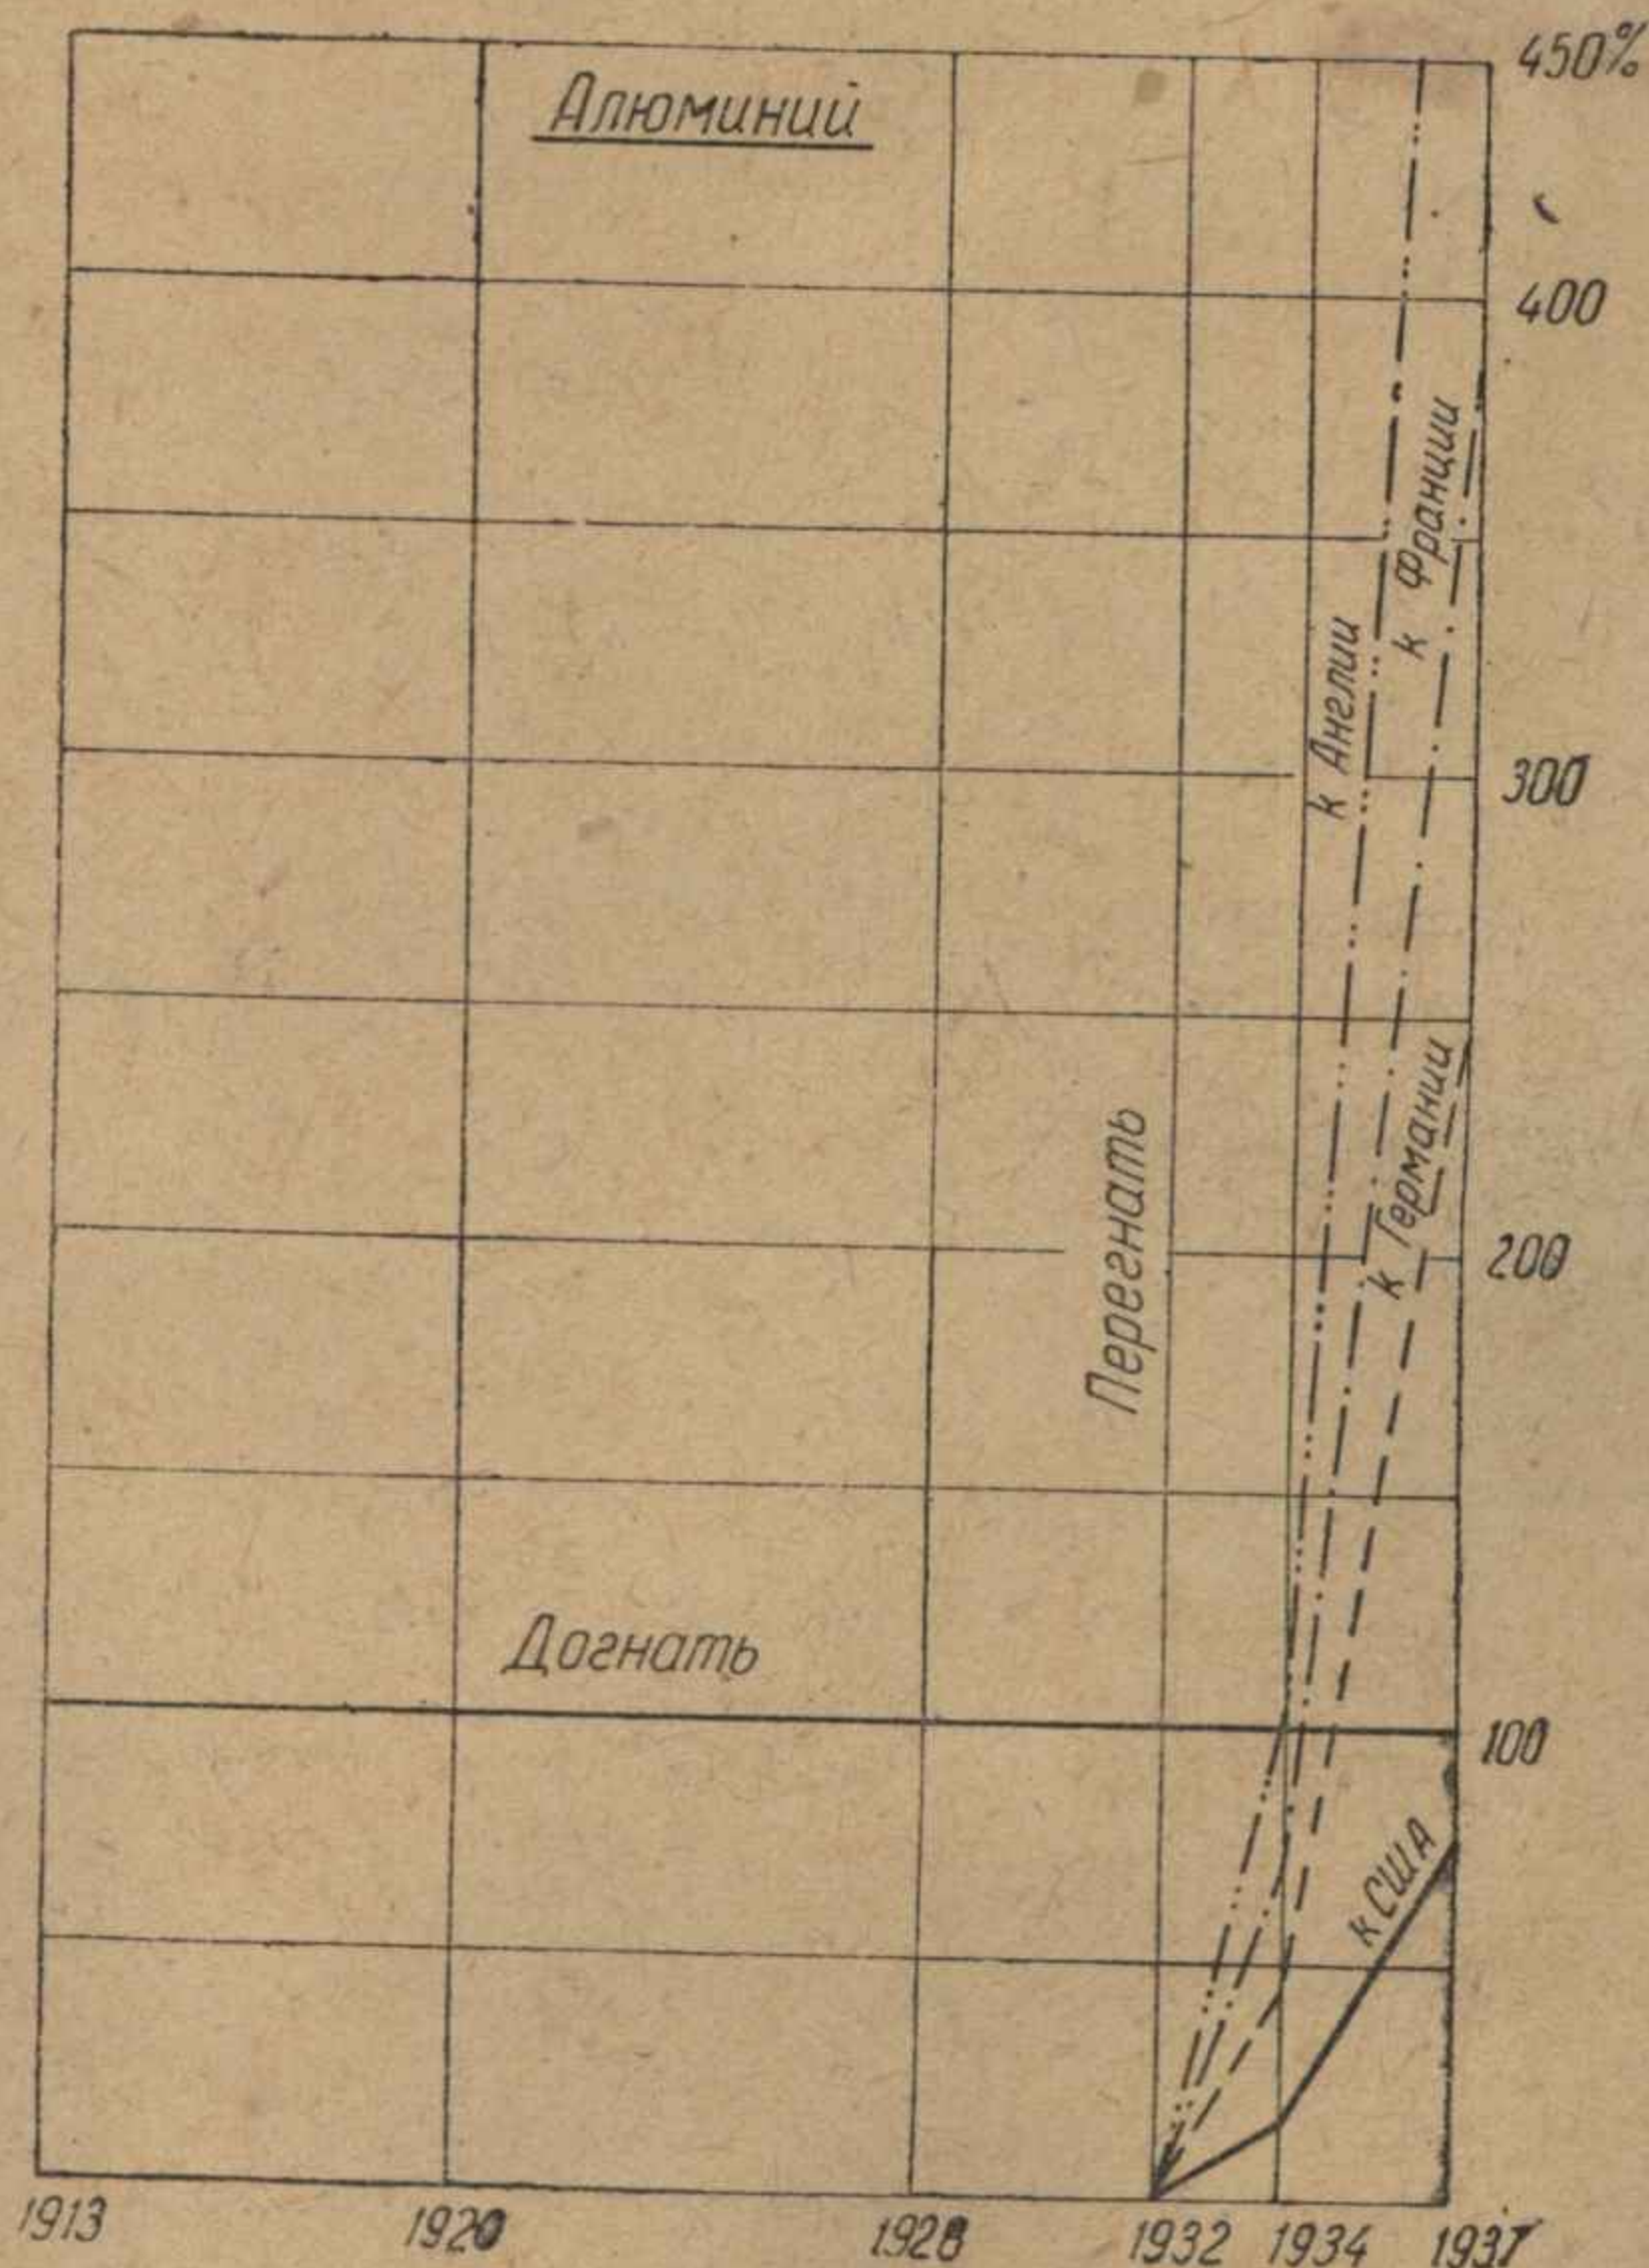 450%
Алюминий
400
к Франции
к Англии
300
к Германии
Перегнать
200
Догнать
100
к США
1913 1920 1928 1932 1934 1937